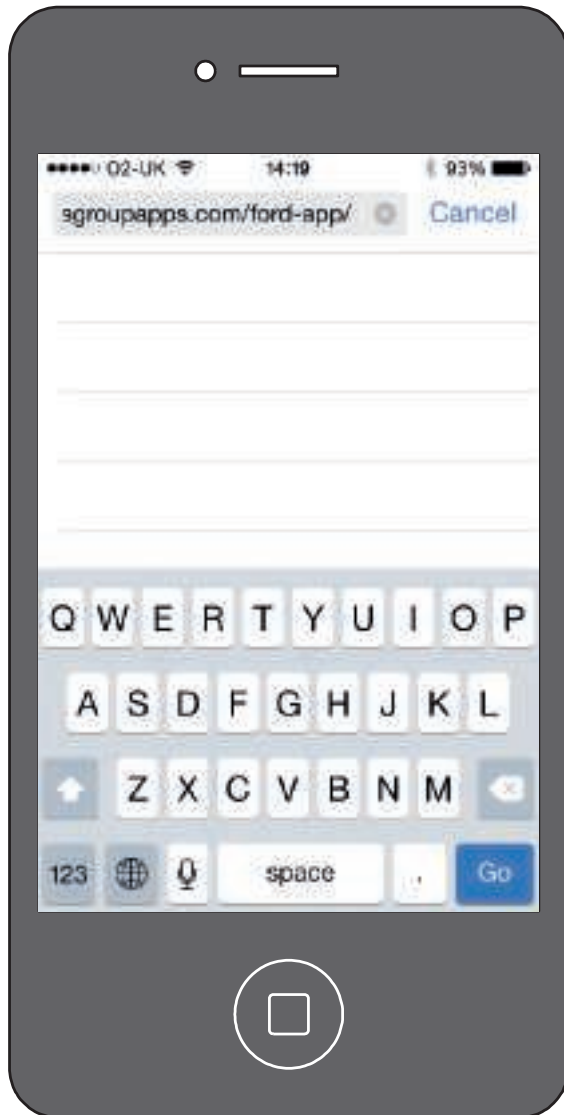 O2-UK 14:19 93%
sgroupapps.com/ford-app/ Cancel
Q W E R T Y U I O P
A S D F G H J K L
Z X C V B N M
123 space . Go